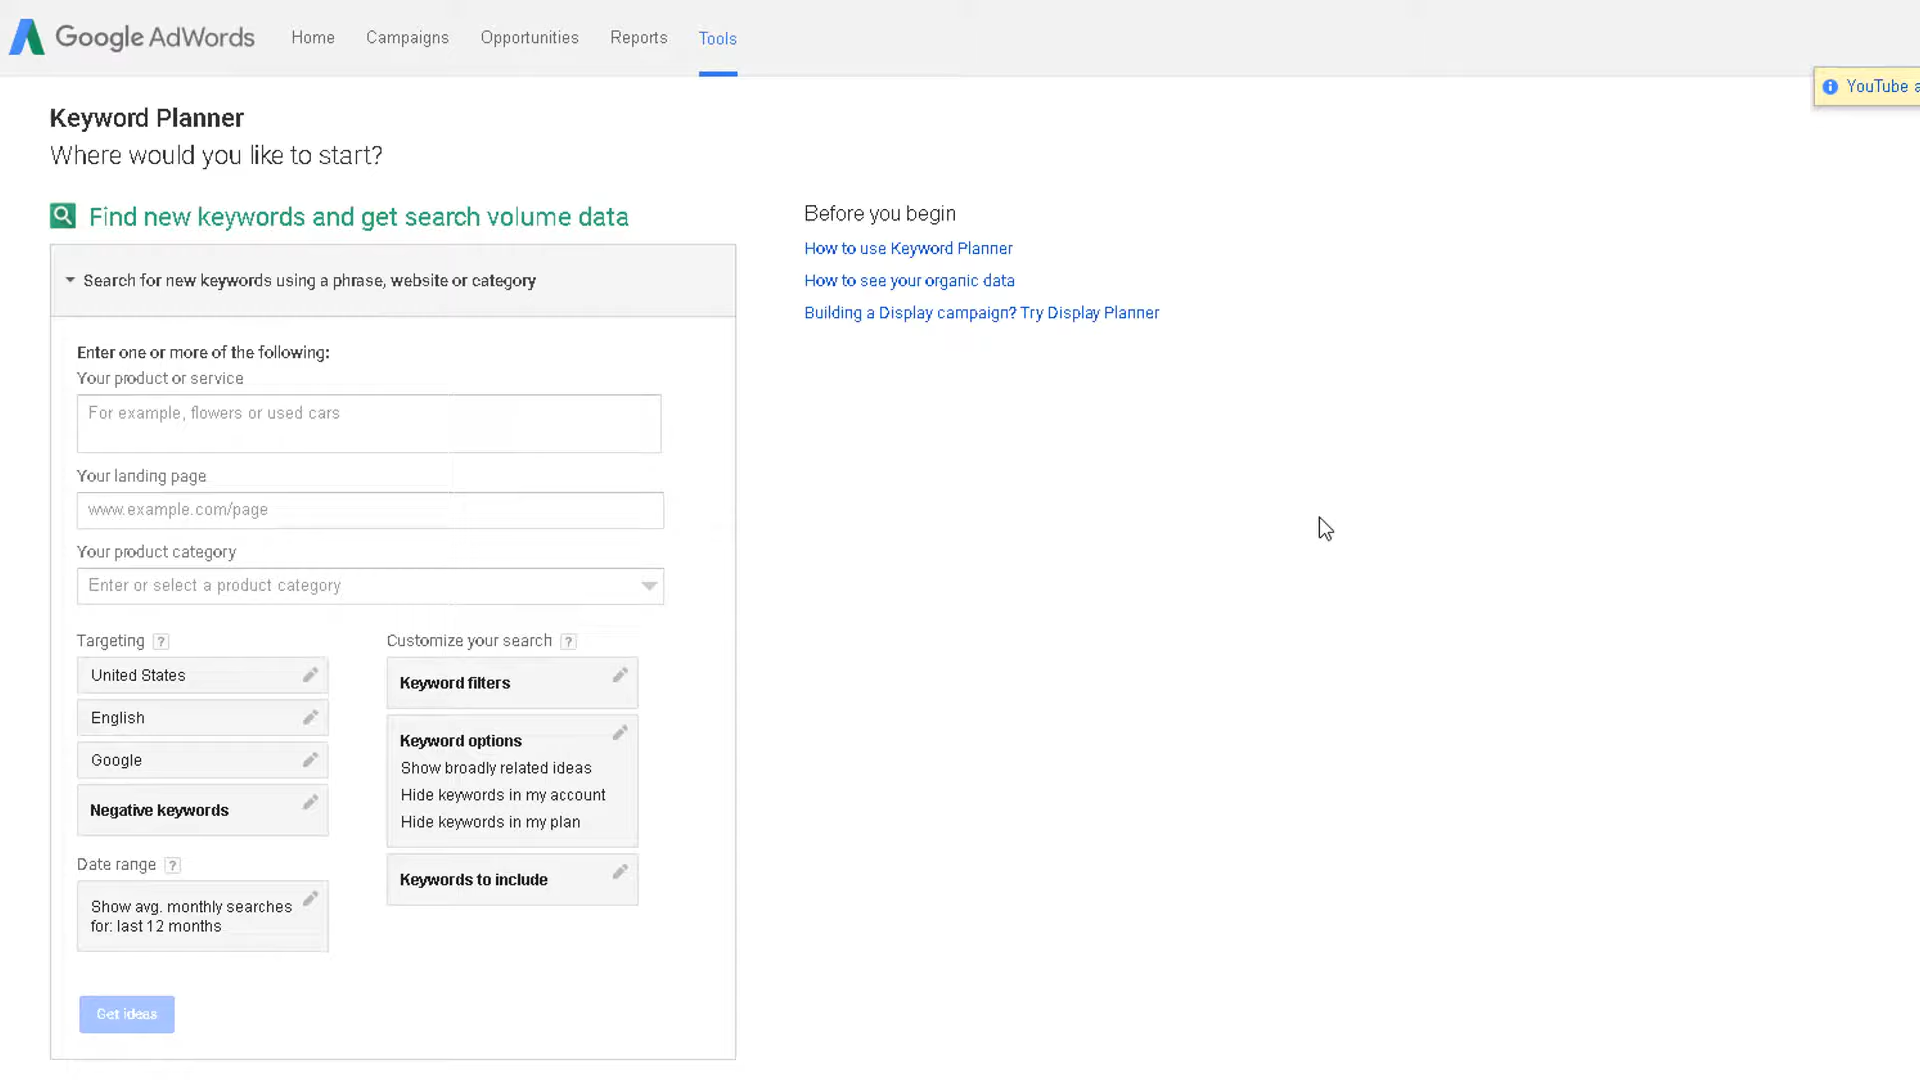 Google AdWords Home Campaigns Opportunities Reports Tools
YouTube
Keyword Planner
Where would you like to start?
Find new keywords and get search volume data
Search for new keywords using a phrase, website or category
Enter one or more of the following:
Your product or service
For example, flowers or used cars
Your landing page
www.example.com/page
Your product category
Enter or select a product category
Targeting ?
United States
English
Google
Negative keywords
Date range ?
Show avg. monthly searches
for: last 12 months
Customize your search ?
Keyword filters
Keyword options
Show broadly related ideas
Hide keywords in my account
Hide keywords in my plan
Keywords to include
Get ideas
Before you begin
How to use Keyword Planner
How to see your organic data
Building a Display campaign? Try Display Planner